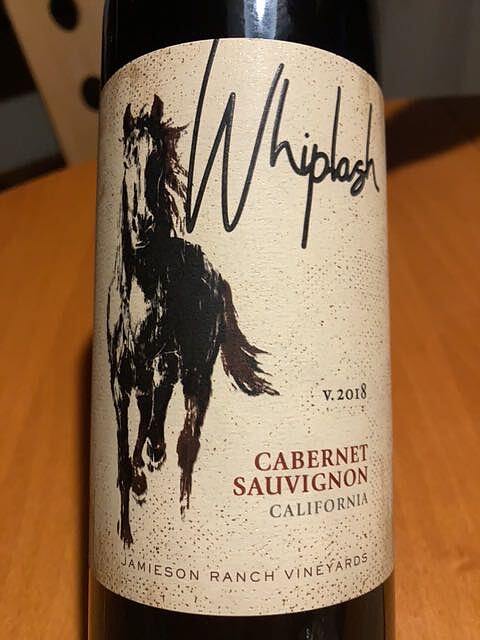 Whiplash
v.2018
CABERNET
SAUVIGNON
CALIFORNIA
JAMIESON RANCH VINEYARDS